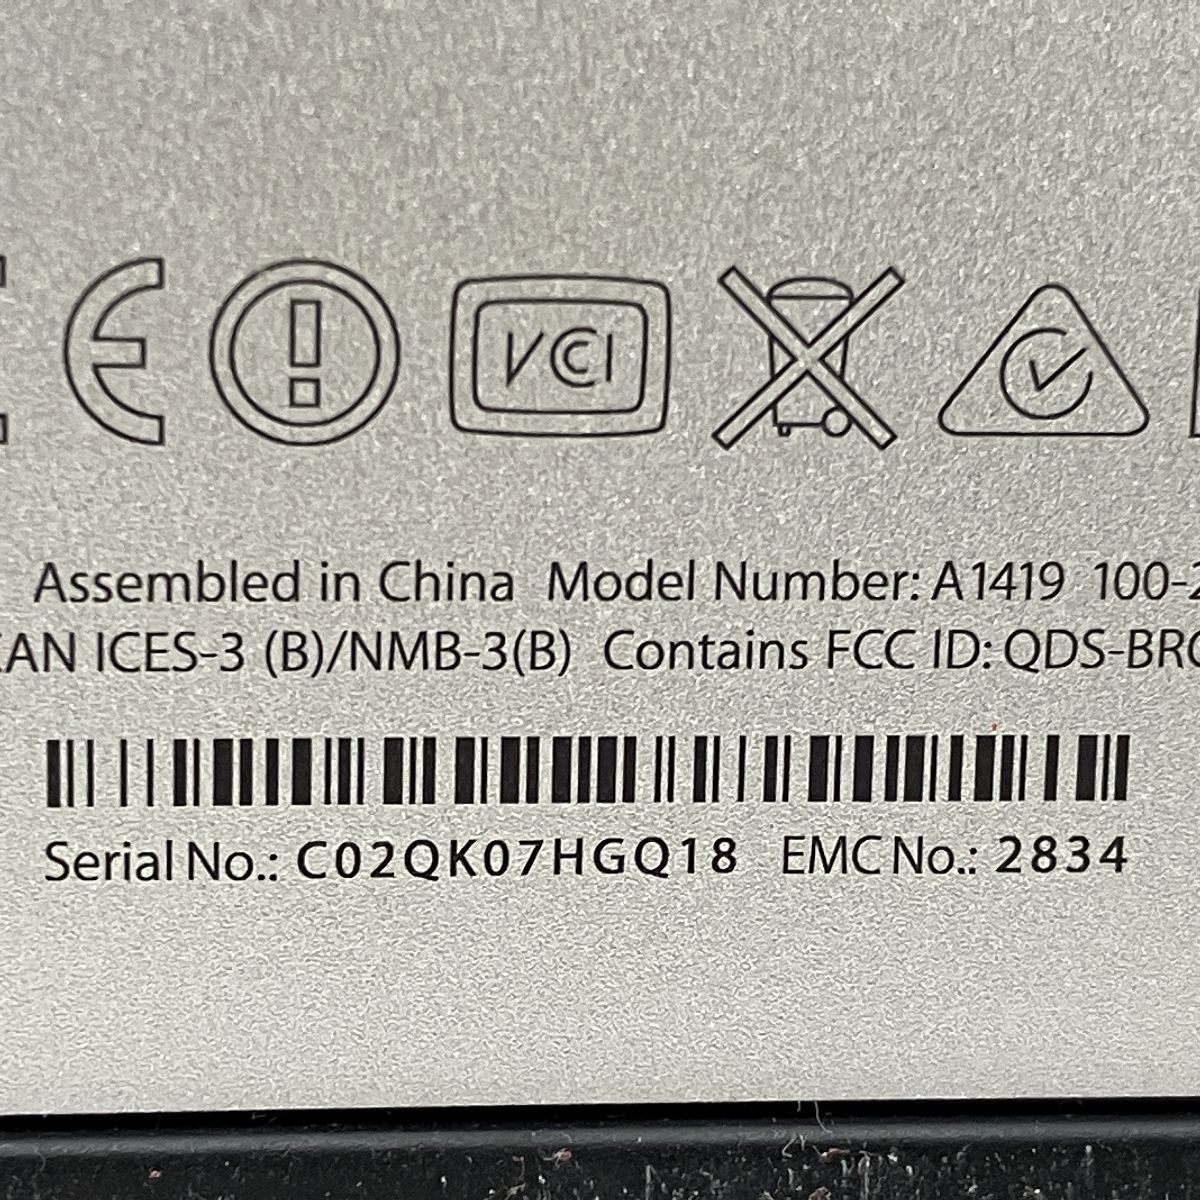 CE
VCI
Assembled in China Model Number: A1419 100-2
CAN ICES-3 (B)/NMB-3(B) Contains FCC ID: QDS-BRC
Serial No.: C02QK07HGQ18 EMC No.: 2834